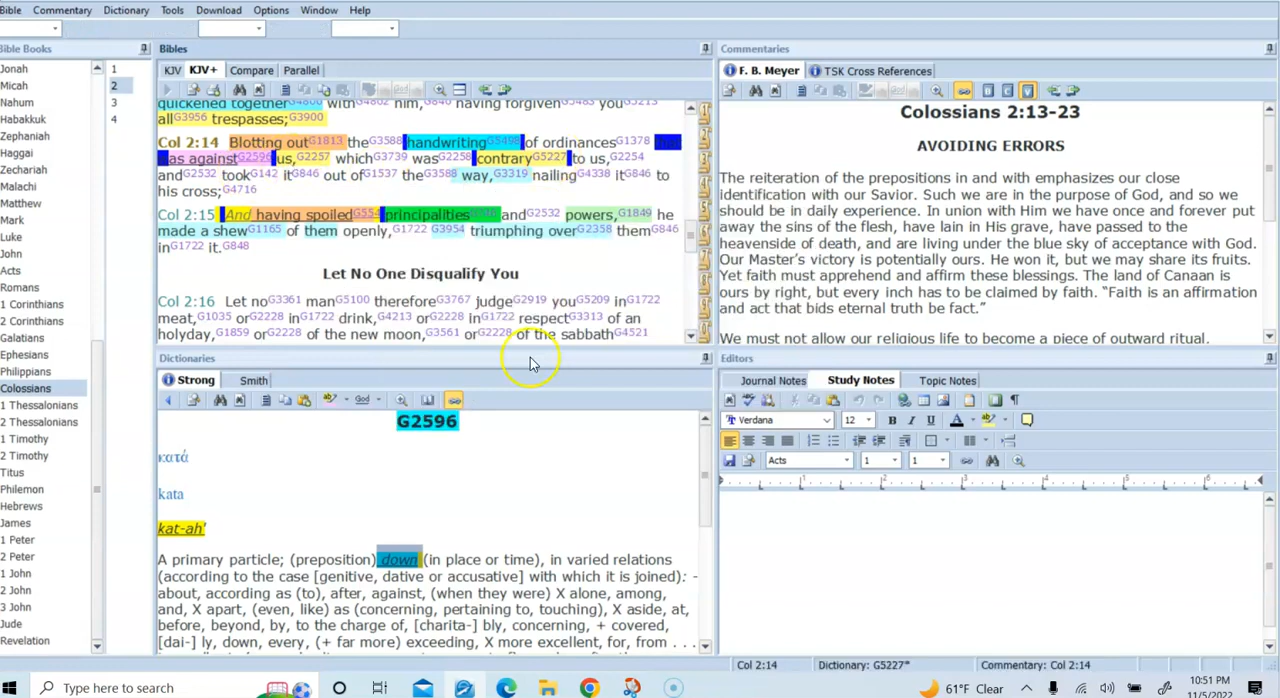 Bible Commentary Dictionary Tools Download Options Window Help
Bible Books
Jonah
Micah
Nahum
Habakkuk
Zephaniah
Haggai
Zechariah
Malachi
Matthew
Mark
Luke
John
Acts
Romans
1 Corinthians
2 Corinthians
Galatians
Ephesians
Philippians
Colossians
1 Thessalonians
2 Thessalonians
1 Timothy
2 Timothy
Titus
Philemon
Hebrews
James
1 Peter
2 Peter
1 John
2 John
3 John
Jude
Revelation
1
2
3
4
Bibles
KJV KJV+ Compare Parallel
quickened together G4800 with G4862 him, G846 having forgiven G5483 you G5213
all G3956 trespasses; G3900
Col 2:14 Blotting out G1813 the G3588 handwriting G5498 of ordinances G1378
was against G2596 us, G2257 which G3739 was G2258 contrary G5227 to us, G2254
and G2532 took G142 it G846 out of G1537 the G3588 way, G3319 nailing G4338 it G846 to
his cross; G4716
Col 2:15 And having spoiled G554 principalities and G2532 powers, G1849 he
made a shew G1165 of them openly, G1722 G3954 triumphing over G2358 them G846
in G1722 it. G848
Let No One Disqualify You
Col 2:16 Let no G3361 man G5100 therefore G3767 judge G2919 you G5209 in G1722
meat, G1035 or G2228 in G1722 drink, G4213 or G2228 in G1722 respect G3313 of an
holyday, G1859 or G2228 of the new moon, G3561 or G2228 of the sabbath G4521
Dictionaries
Strong Smith
G2596
κατά
kata
kat-ah'
A primary particle; (preposition) down (in place or time), in varied relations
(according to the case [genitive, dative or accusative] with which it is joined): -
about, according as (to), after, against, (when they were) X alone, among,
and, X apart, (even, like) as (concerning, pertaining to, touching), X aside, at,
before, beyond, by, to the charge of, [charita-] bly, concerning, + covered,
[dai-] ly, down, every, (+ far more) exceeding, X more excellent, for, from . . .
Commentaries
F. B. Meyer TSK Cross References
Colossians 2:13-23
AVOIDING ERRORS
The reiteration of the prepositions in and with emphasizes our close
identification with our Savior. Such we are in the purpose of God, and so we
should be in daily experience. In union with Him we have once and forever put
away the sins of the flesh, have lain in His grave, have passed to the
heavenside of death, and are living under the blue sky of acceptance with God.
Our Master's victory is potentially ours. He won it, but we may share its fruits.
Yet faith must apprehend and affirm these blessings. The land of Canaan is
ours by right, but every inch has to be claimed by faith. "Faith is an affirmation
and act that bids eternal truth be fact."
We must not allow our religious life to become a piece of outward ritual.
Editors
Journal Notes Study Notes Topic Notes
Verdana 12 B I U A
Acts 1 1
1 2 3 4 5 6
Col 2:14 Dictionary: G5227* Commentary: Col 2:14
Type here to search
61°F Clear
10:51 PM
11/5/2022